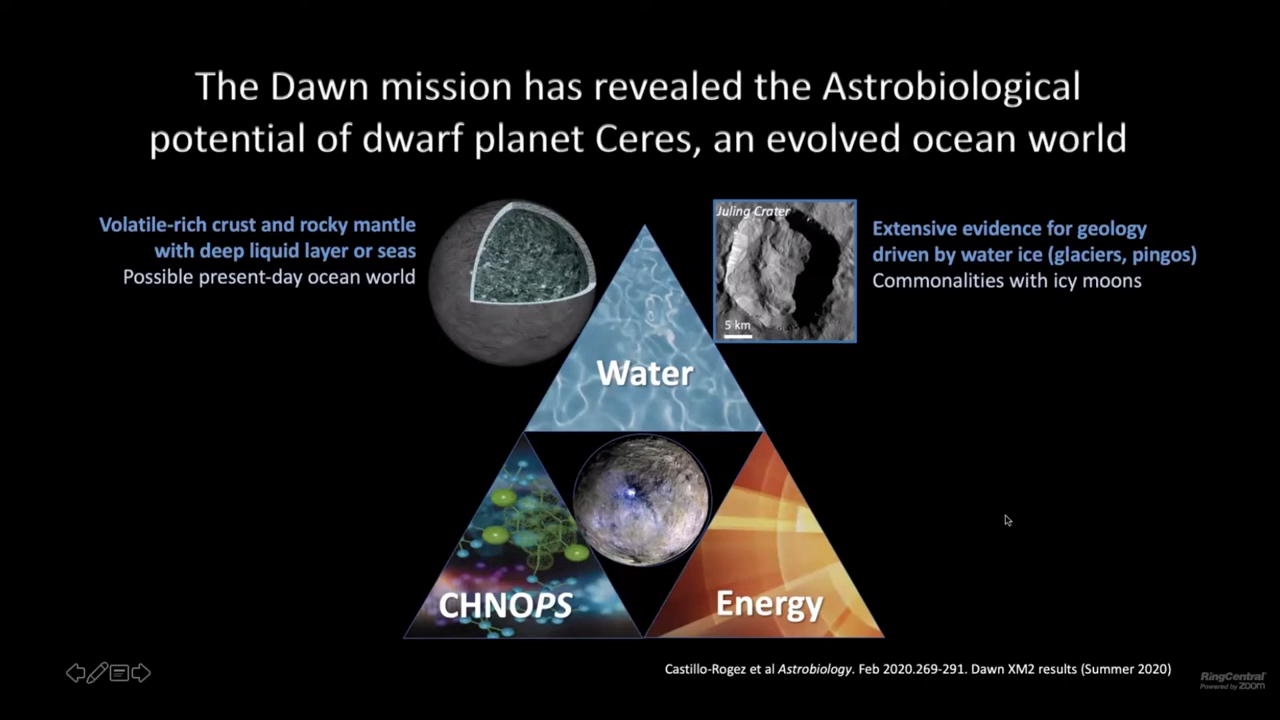 The Dawn mission has revealed the Astrobiological
potential of dwarf planet Ceres, an evolved ocean world
Volatile-rich crust and rocky mantle
with deep liquid layer or seas
Possible present-day ocean world
Juling Crater
5 km
Extensive evidence for geology
driven by water ice (glaciers, pingos)
Commonalities with icy moons
Water
CHNOPS
Energy
Castillo-Rogez et al Astrobiology. Feb 2020.269-291. Dawn XM2 results (Summer 2020)
RingCentral
Powered by zoom